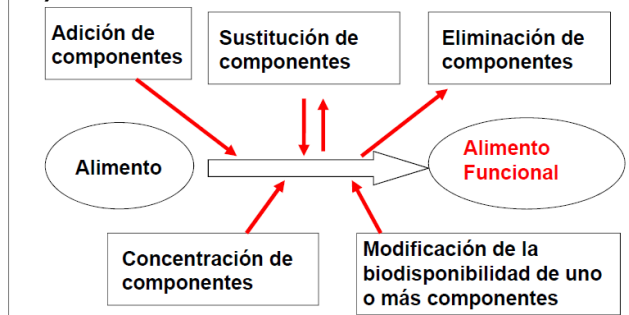 Adición de
componentes
Sustitución de
componentes
Eliminación de
componentes
Alimento
Alimento
Funcional
Concentración de
componentes
Modificación de la
biodisponibilidad de uno
o más componentes